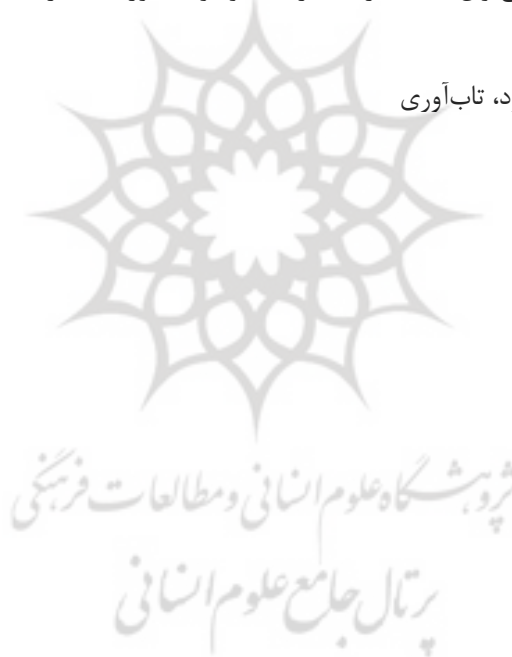 د، تاب‌آوری
پژوهشگاه علوم انسانی و مطالعات فرهنگی
پرتال جامع علوم انسانی